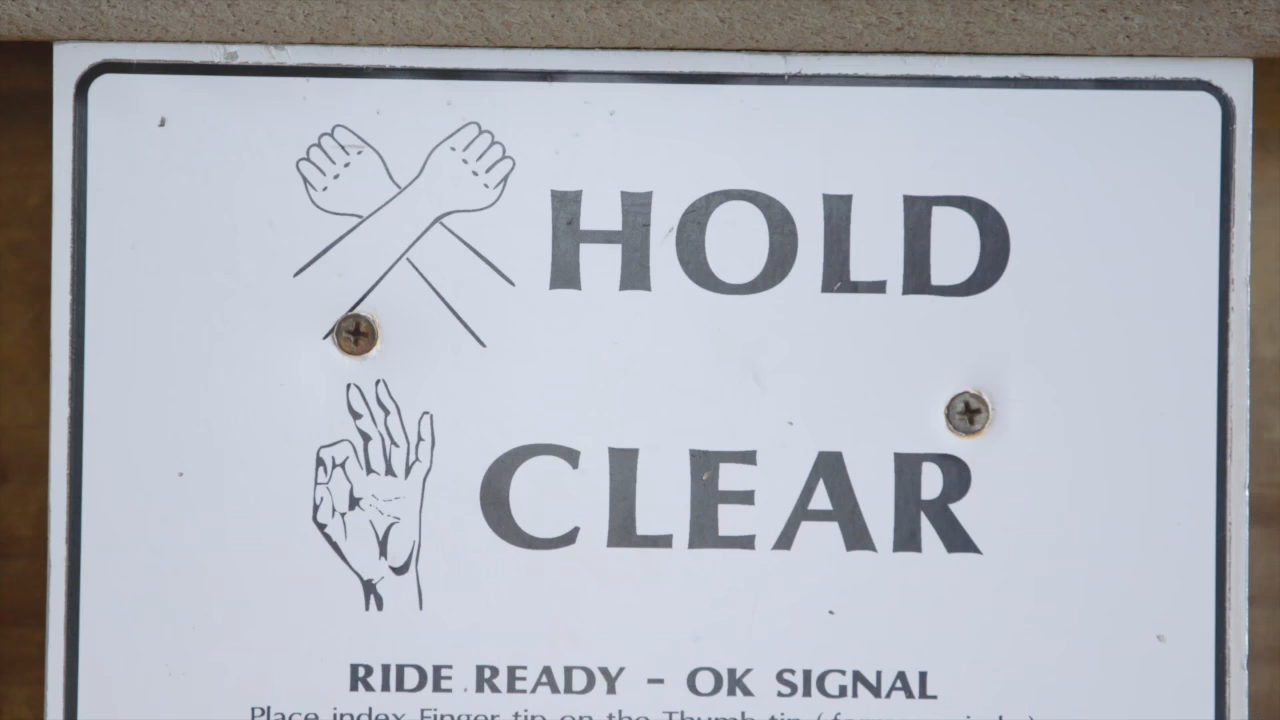 HOLD
CLEAR
RIDE READY - OK SIGNAL
Place index Finger tip on the Thumb tip (